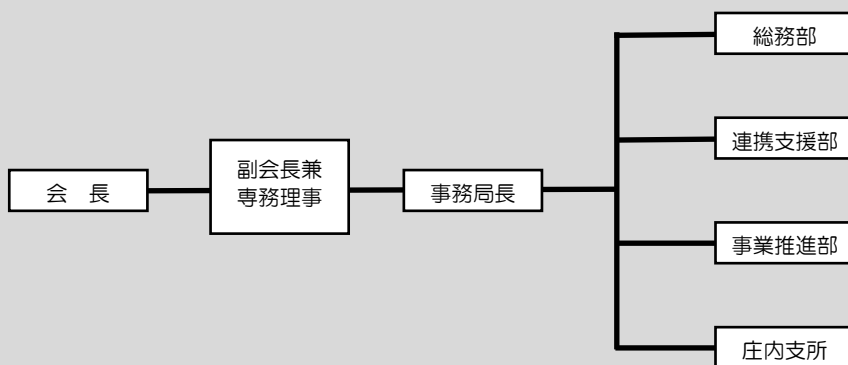 会　長
副会長兼
専務理事
事務局長
総務部
連携支援部
事業推進部
庄内支所